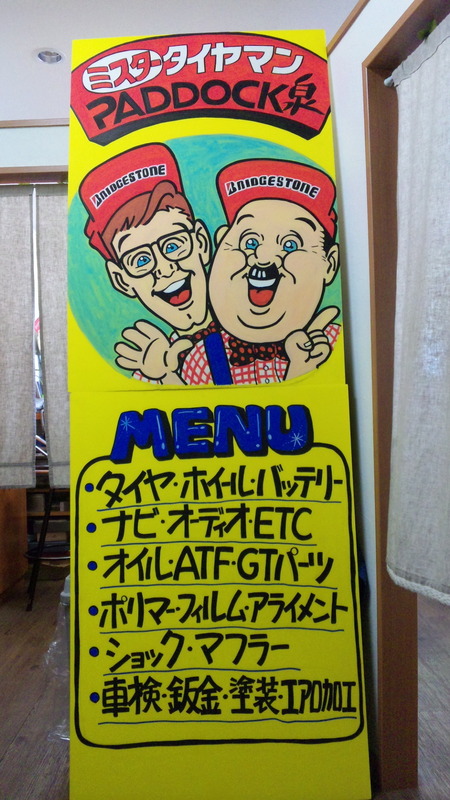 ミスタータイヤマン
PADDOCK泉
BRIDGESTONE
BRIDGESTONE
MENU
・タイヤ・ホイール・バッテリー
・ナビ・オーディオ・ETC
・オイル・ATF・GTパーツ
・ポリマー・フィルム・アライメント
・ショック・マフラー
・車検・鈑金・塗装・エアロ加工